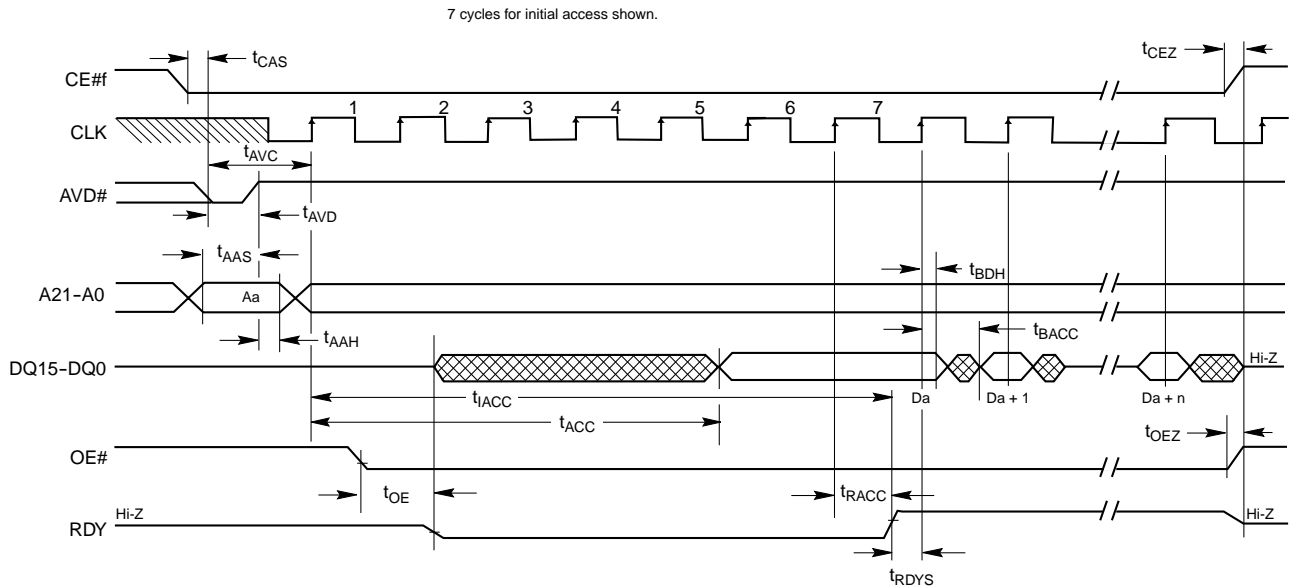 7 cycles for initial access shown.
tCAS
tCEZ
CE#f
1 2 3 4 5 6 7
CLK
tAVC
AVD#
tAVD
tAAS
tBDH
A21-A0
Aa
tAAH
tBACC
DQ15-DQ0
Hi-Z
tIACC
Da
Da + 1
Da + n
tACC
tOEZ
OE#
tOE
tRACC
Hi-Z
RDY
Hi-Z
tRDYS